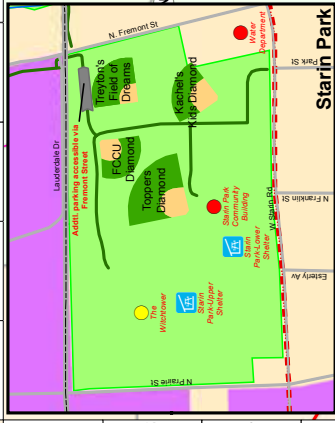 N. Fremont St
Water
Department
Park St
Starin Park
Treyton's
Field of
Dreams
Kachel's
Kids Diamond
Lauderdale Dr
Addtl. parking accessible via
Fremont Street
FCCU
Diamond
Toppers
Diamond
Starin Park
Community
Building
N Franklin St
W Starin Rd
Starin
Park-Lower
Shelter
Esterly Av
The
Witchtower
Starin
Park-Upper
Shelter
N Prairie St